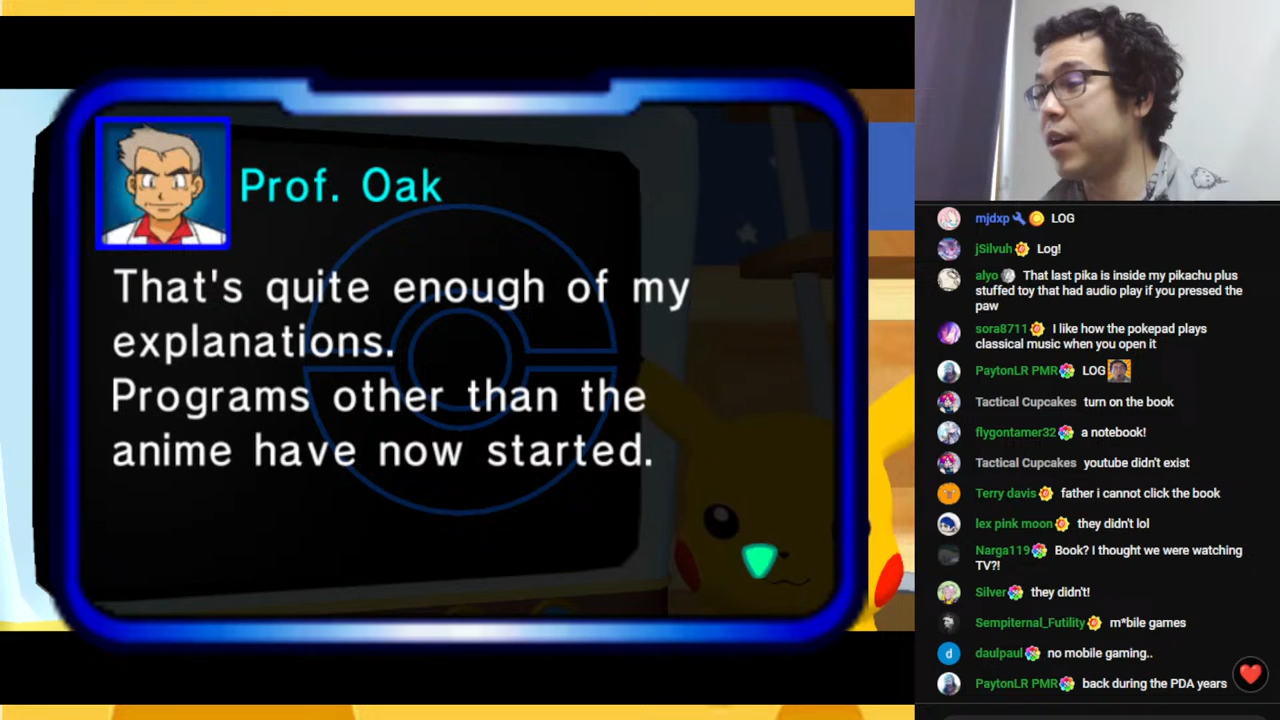 Prof. Oak
That's quite enough of my
explanations.
Programs other than the
anime have now started.
mjdxp LOG
jSilvuh Log!
alyo That last pika is inside my pikachu plus
stuffed toy that had audio play if you pressed the
paw
sora8711 I like how the pokepad plays
classical music when you open it
PaytonLR PMR LOG
Tactical Cupcakes turn on the book
flygontamer32 a notebook!
Tactical Cupcakes youtube didn't exist
Terry davis father i cannot click the book
lex pink moon they didn't lol
Narga119 Book? I thought we were watching
TV?!
Silver they didn't!
Sempiternal_Futility m*bile games
d
daulpaul no mobile gaming..
PaytonLR PMR back during the PDA years